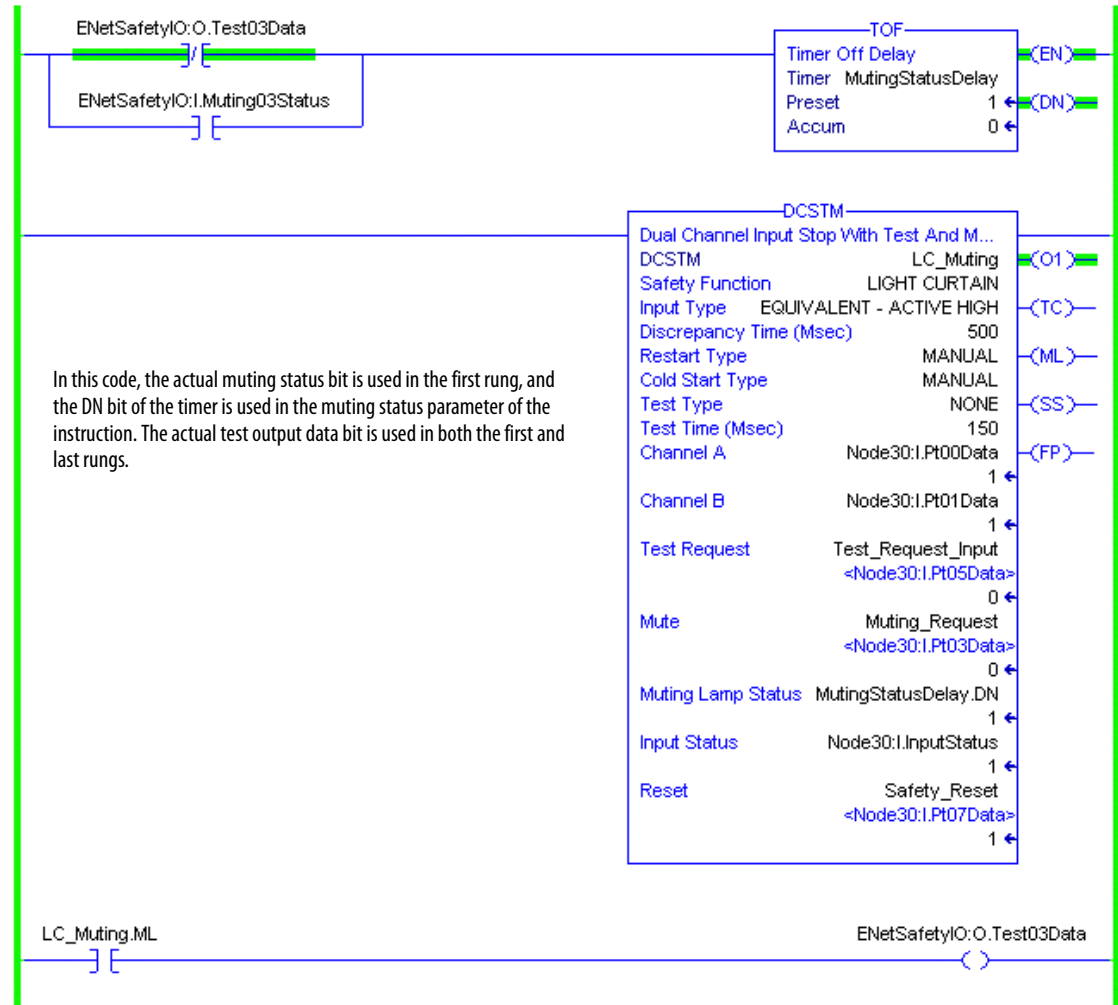 ENetSafetyIO:O.Test03Data
ENetSafetyIO:I.Muting03Status
TOF
Timer Off Delay
Timer MutingStatusDelay
Preset 1
Accum 0
(EN)
(DN)
DCSTM
Dual Channel Input Stop With Test And M...
DCSTM LC_Muting
Safety Function LIGHT CURTAIN
Input Type EQUIVALENT - ACTIVE HIGH
Discrepancy Time (Msec) 500
Restart Type MANUAL
Cold Start Type MANUAL
Test Type NONE
Test Time (Msec) 150
Channel A Node30:I.Pt00Data
1
Channel B Node30:I.Pt01Data
1
Test Request Test_Request_Input
<Node30:I.Pt05Data>
0
Mute Muting_Request
<Node30:I.Pt03Data>
0
Muting Lamp Status MutingStatusDelay.DN
1
Input Status Node30:I.InputStatus
1
Reset Safety_Reset
<Node30:I.Pt07Data>
1
(O1)
(TC)
(ML)
(SS)
(FP)
In this code, the actual muting status bit is used in the first rung, and
the DN bit of the timer is used in the muting status parameter of the
instruction. The actual test output data bit is used in both the first and
last rungs.
LC_Muting.ML
ENetSafetyIO:O.Test03Data